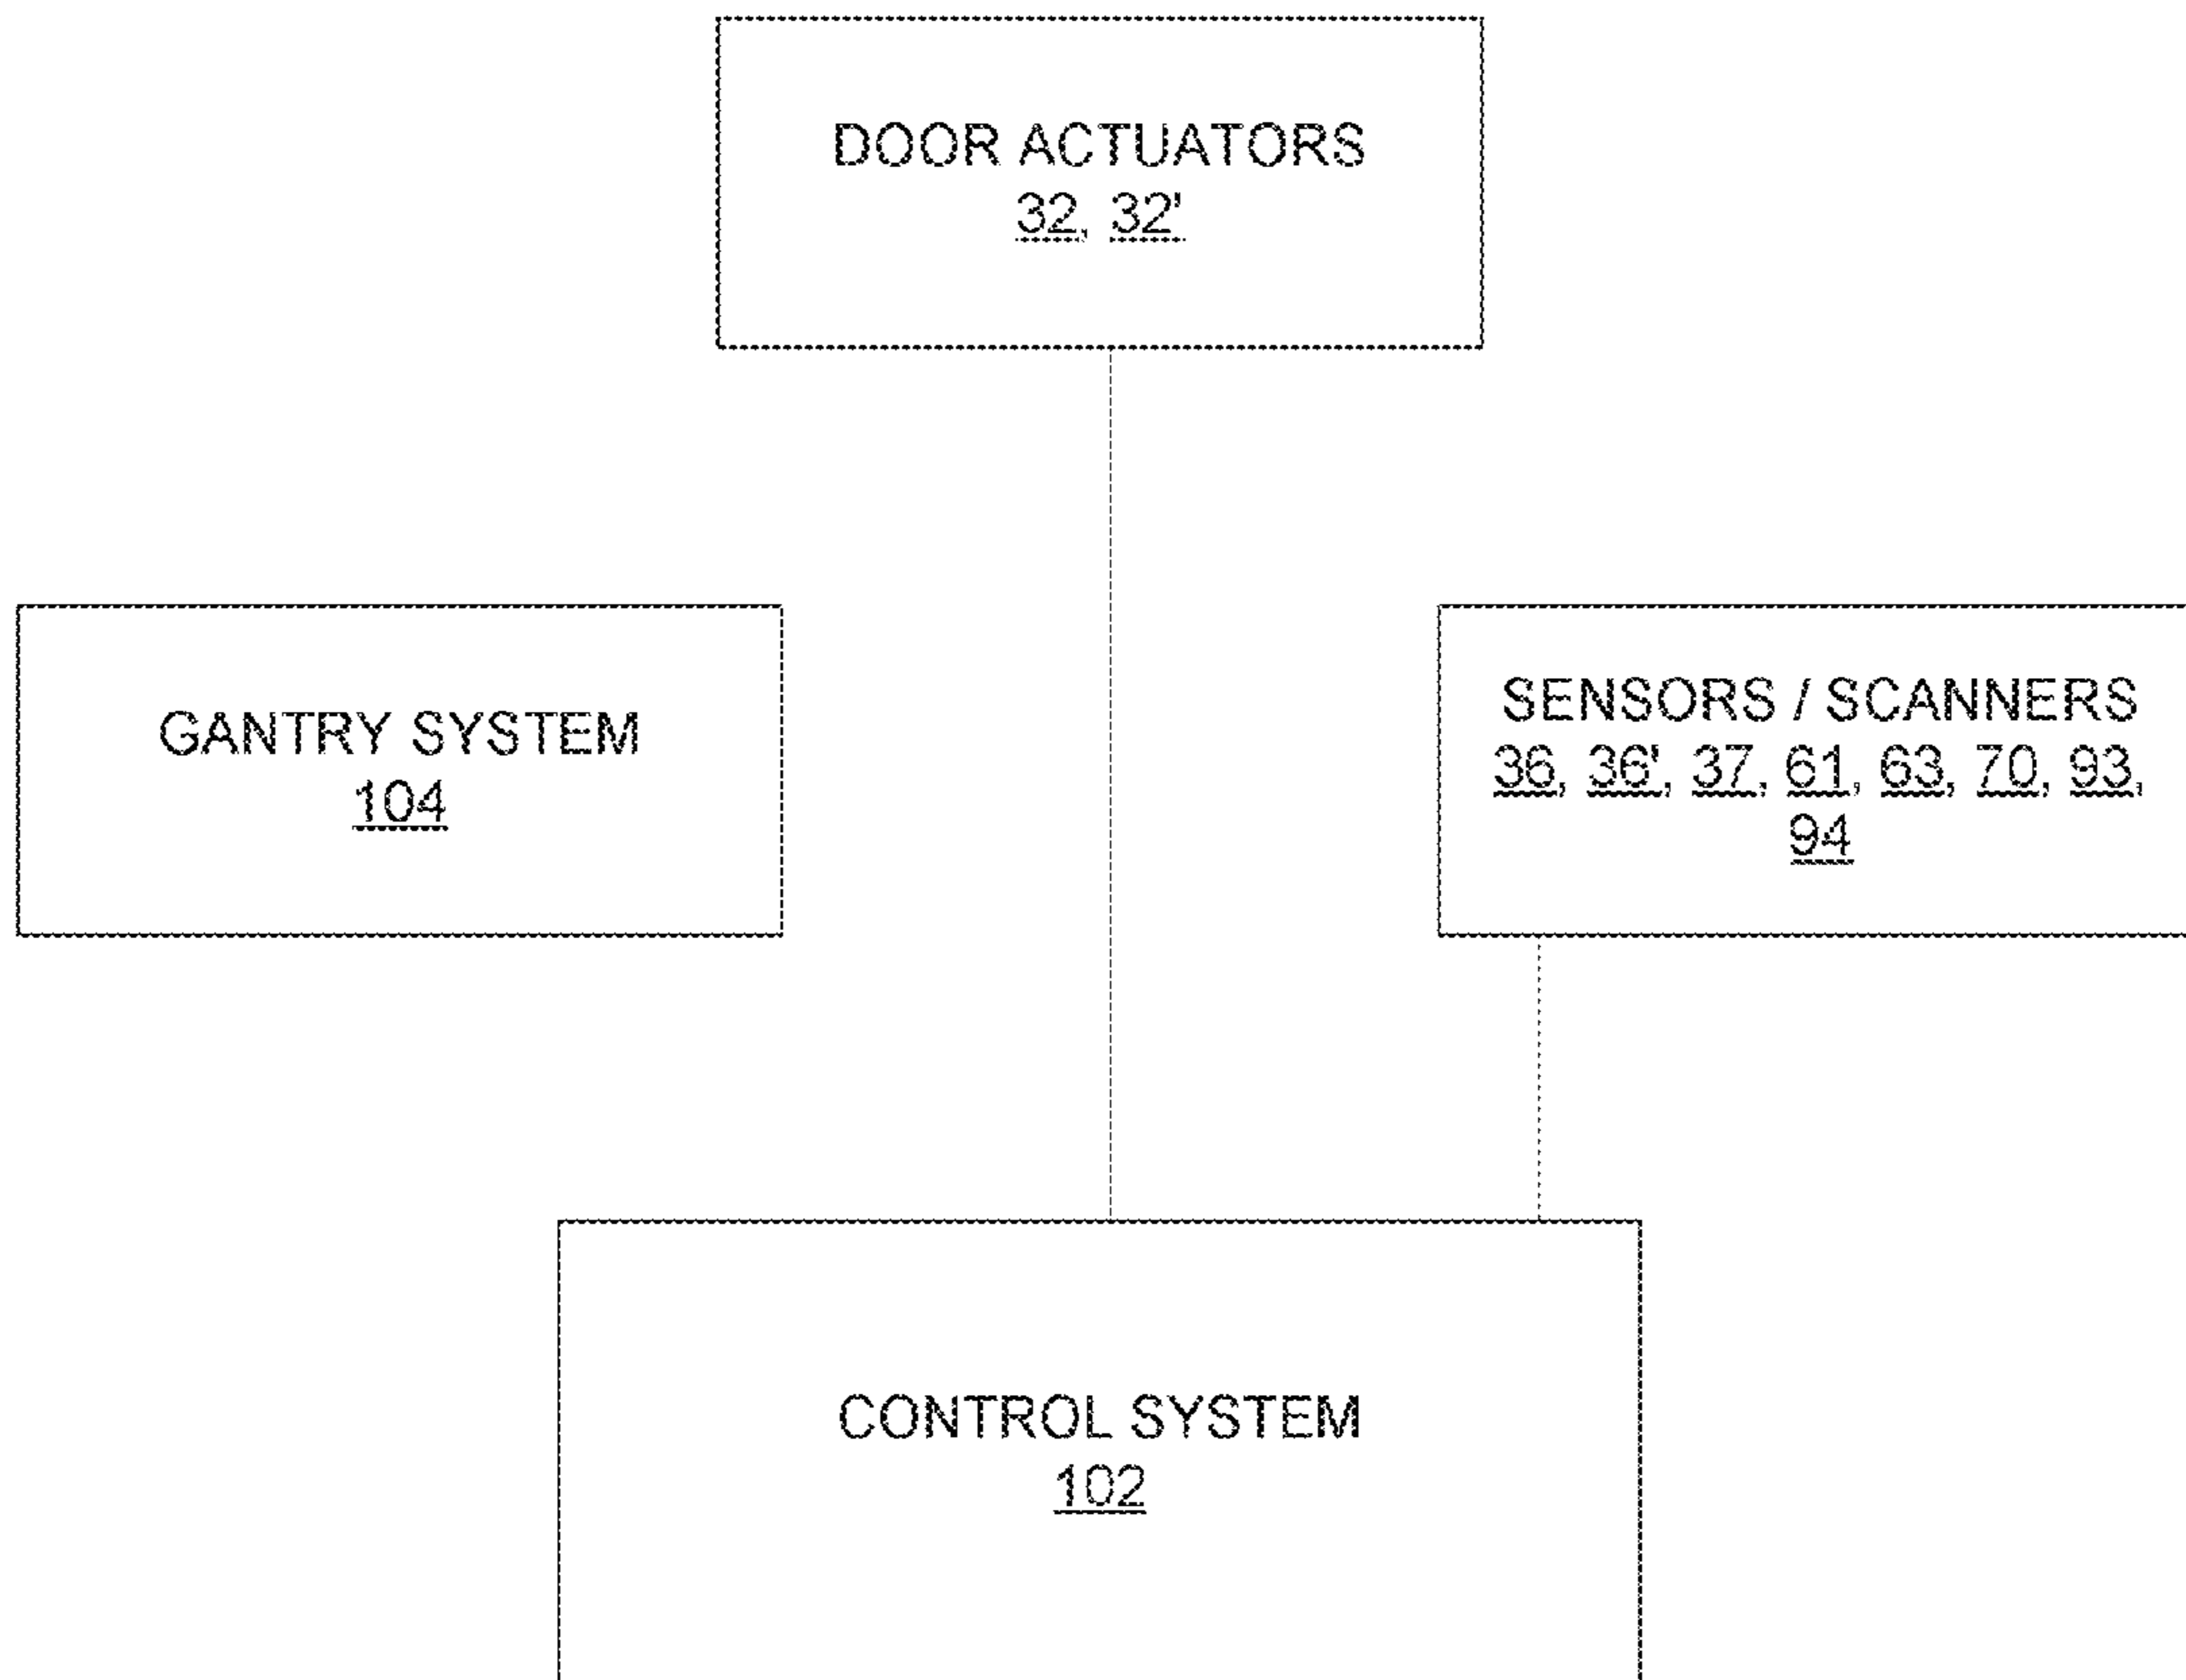 DOOR ACTUATORS
32, 32'
GANTRY SYSTEM
104
SENSORS / SCANNERS
36, 36', 37, 61, 63, 70, 93,
94
CONTROL SYSTEM
102